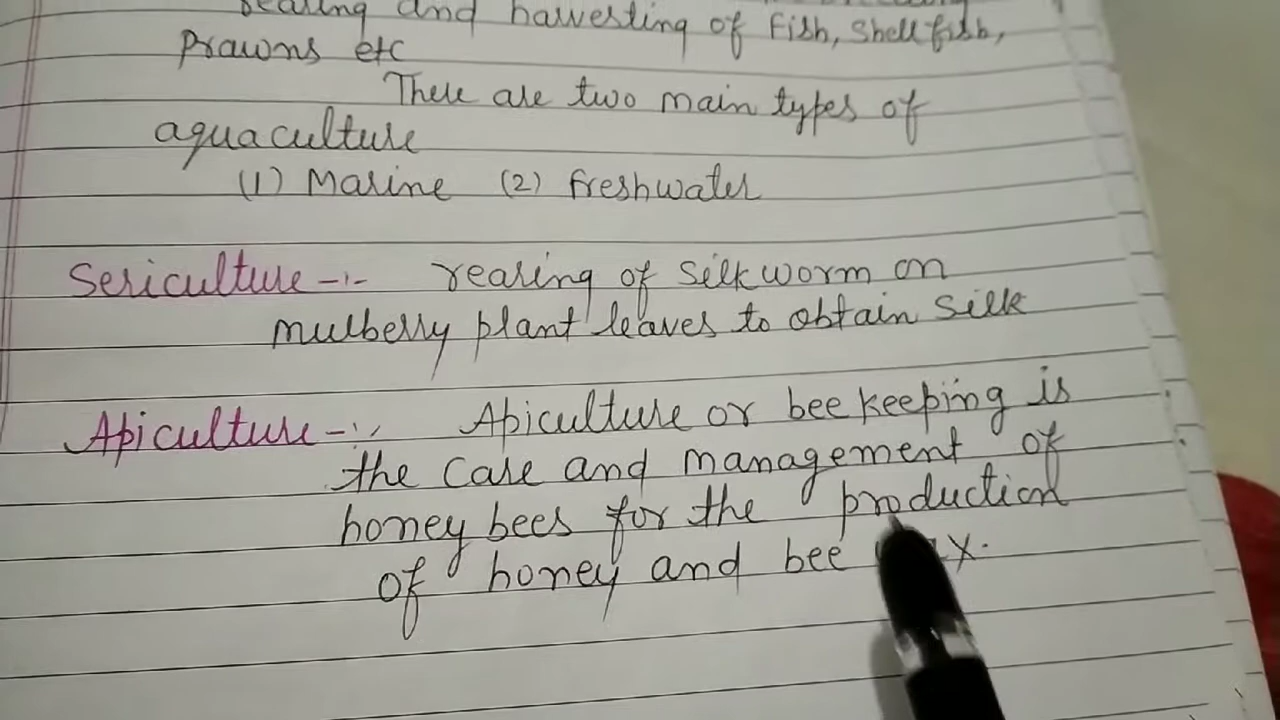 rearing and harvesting of Fish, Shell fish,
Prawns etc
There are two main types of
aquaculture
(1) Marine (2) freshwater
Sericulture -:- rearing of silkworm on
mulberry plant leaves to obtain silk
Apiculture -:- Apiculture or beekeeping is
the care and management of
honey bees for the production
of honey and bee